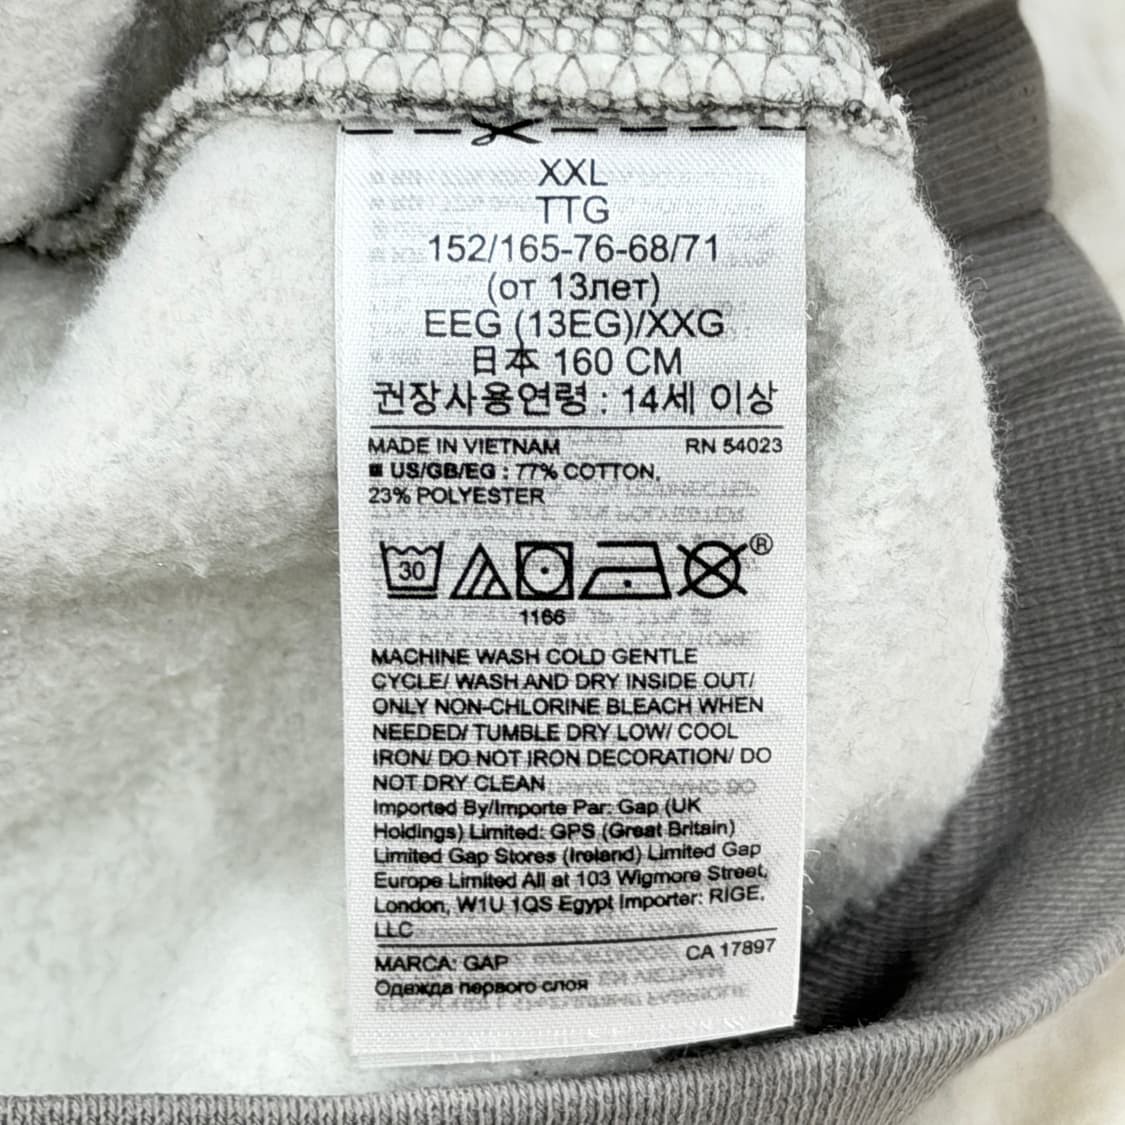 XXL
TTG
152/165-76-68/71
(от 13лет)
EEG (13EG)/XXG
日本 160 CM
권장사용연령 : 14세 이상
MADE IN VIETNAM RN 54023
US/GB/EG : 77% COTTON,
23% POLYESTER
30
®
1166
MACHINE WASH COLD GENTLE
CYCLE/ WASH AND DRY INSIDE OUT/
ONLY NON-CHLORINE BLEACH WHEN
NEEDED/ TUMBLE DRY LOW/ COOL
IRON/ DO NOT IRON DECORATION/ DO
NOT DRY CLEAN
Imported By/Importe Par: Gap (UK
Holdings) Limited: GPS (Great Britain)
Limited Gap Stores (Ireland) Limited Gap
Europe Limited All at 103 Wigmore Street,
London, W1U 1QS Egypt Importer: RIGE,
LLC
MARCA: GAP CA 17897
Одежда первого слоя